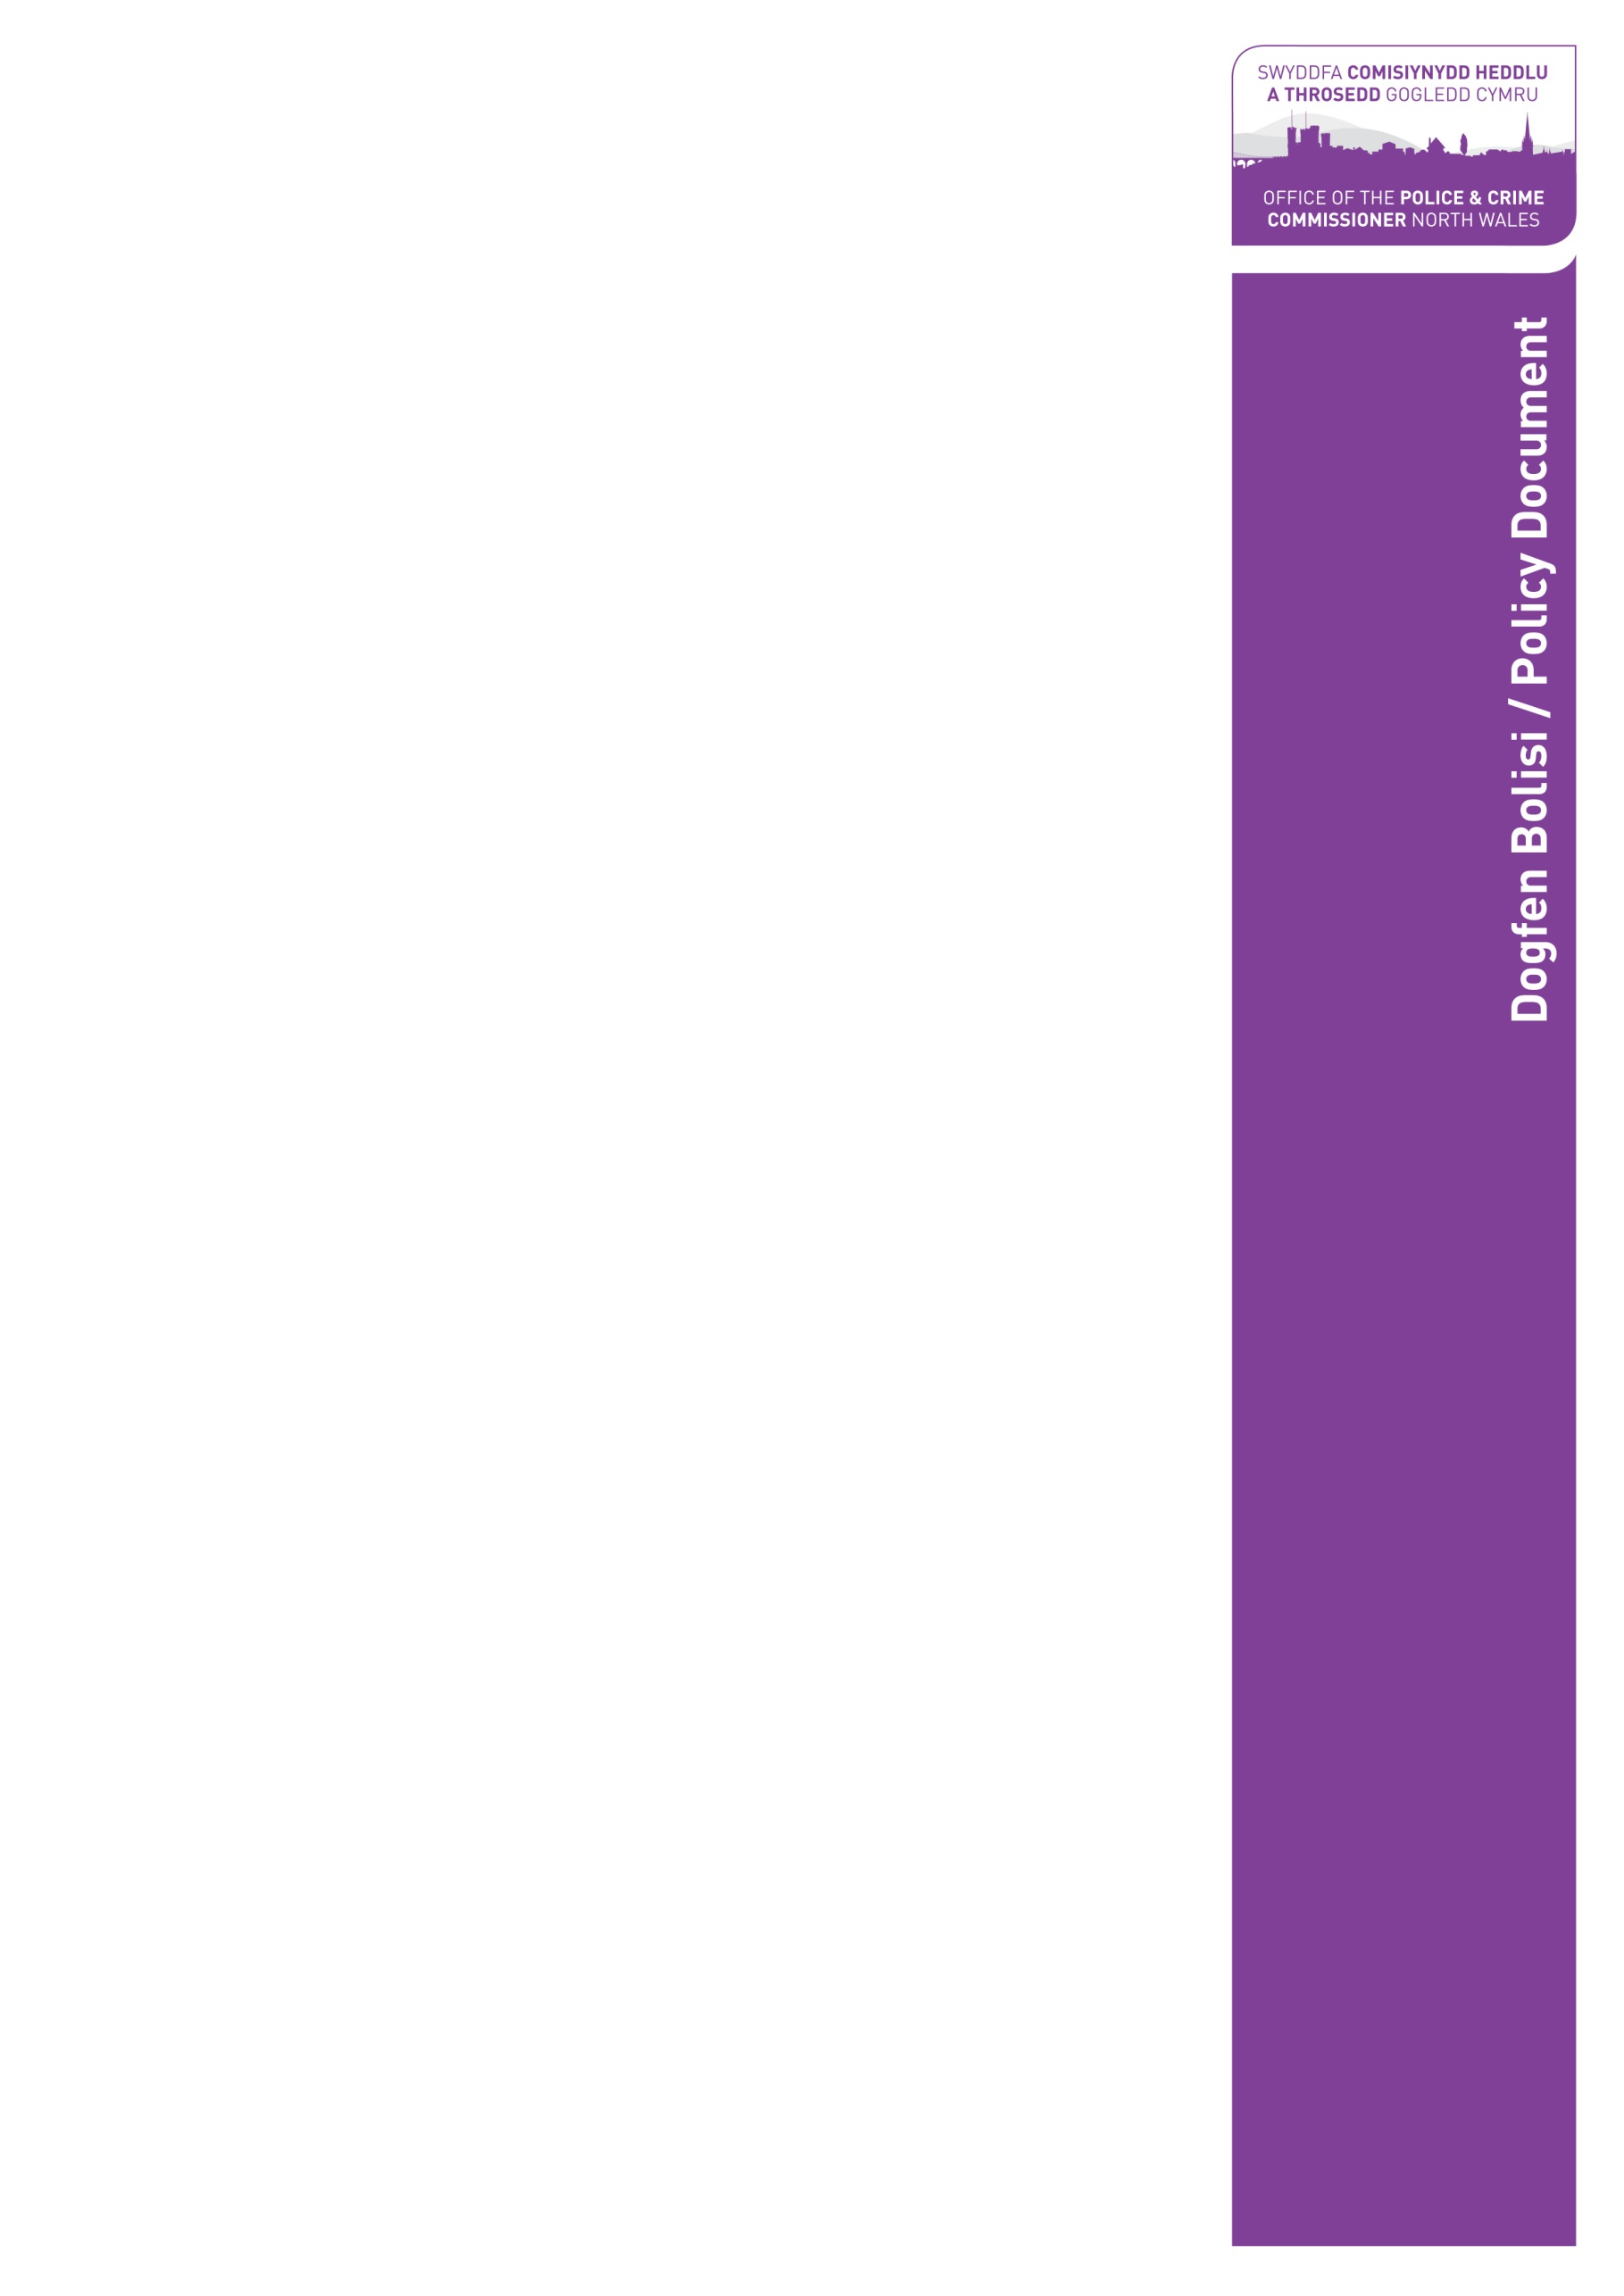 SWYDDFA COMISIYNYDD HEDDLU
A THROSEDD GOGLEDD CYMRU
OFFICE OF THE POLICE & CRIME
COMMISSIONER NORTH WALES
Dogfen Bolisi / Policy Document